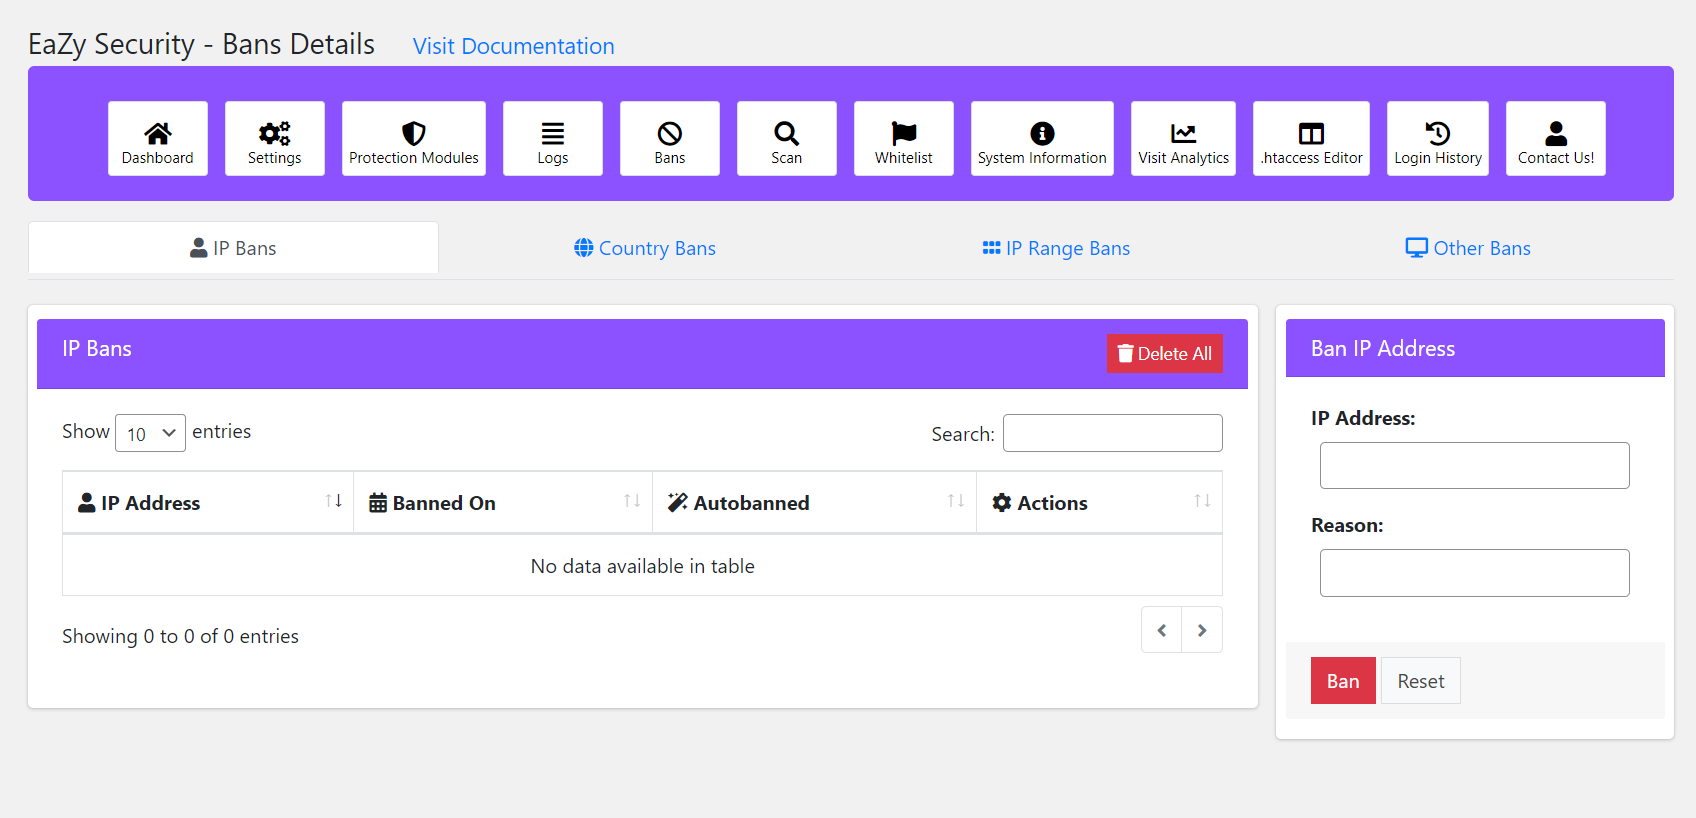 EaZy Security - Bans Details Visit Documentation
Dashboard Settings Protection Modules Logs Bans Scan Whitelist System Information Visit Analytics .htaccess Editor Login History Contact Us!
IP Bans Country Bans IP Range Bans Other Bans
IP Bans Delete All
Show 10 entries Search:
IP Address Banned On Autobanned Actions
No data available in table
Showing 0 to 0 of 0 entries
Ban IP Address
IP Address:
Reason:
Ban Reset